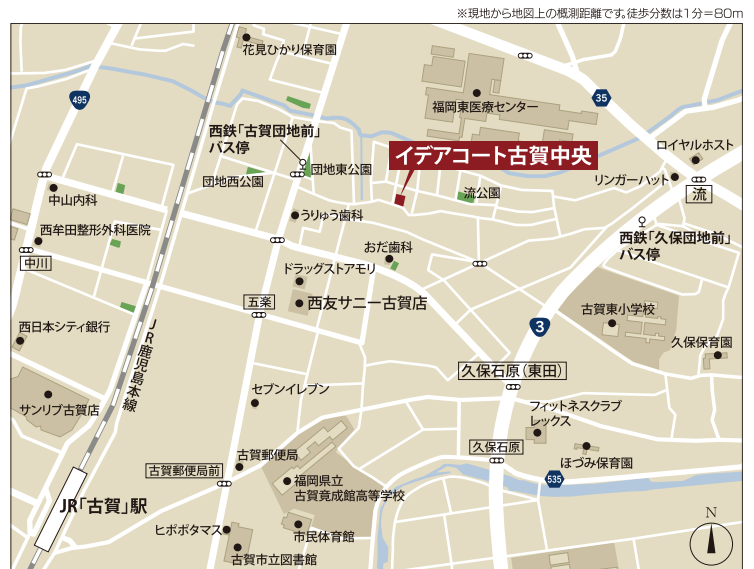 ※現地から地図上の概測距離です。徒歩分数は1分＝80m
花見ひかり保育園
495
35
福岡東医療センター
西鉄「古賀団地前」
バス停
イデアコート古賀中央
ロイヤルホスト
団地東公園
団地西公園
リンガーハット
流公園
流
中山内科
うりゅう歯科
西牟田整形外科医院
西鉄「久保団地前」
バス停
おだ歯科
中川
ドラッグストアモリ
五楽
西友サニー古賀店
古賀東小学校
西日本シティ銀行
3
JR鹿児島本線
久保保育園
久保石原（東田）
セブンイレブン
サンリブ古賀店
フィットネスクラブ
レックス
久保石原
古賀郵便局
ほづみ保育園
古賀郵便局前
535
福岡県立
古賀竟成館高等学校
JR「古賀」駅
N
ヒポポタマス
市民体育館
古賀市立図書館